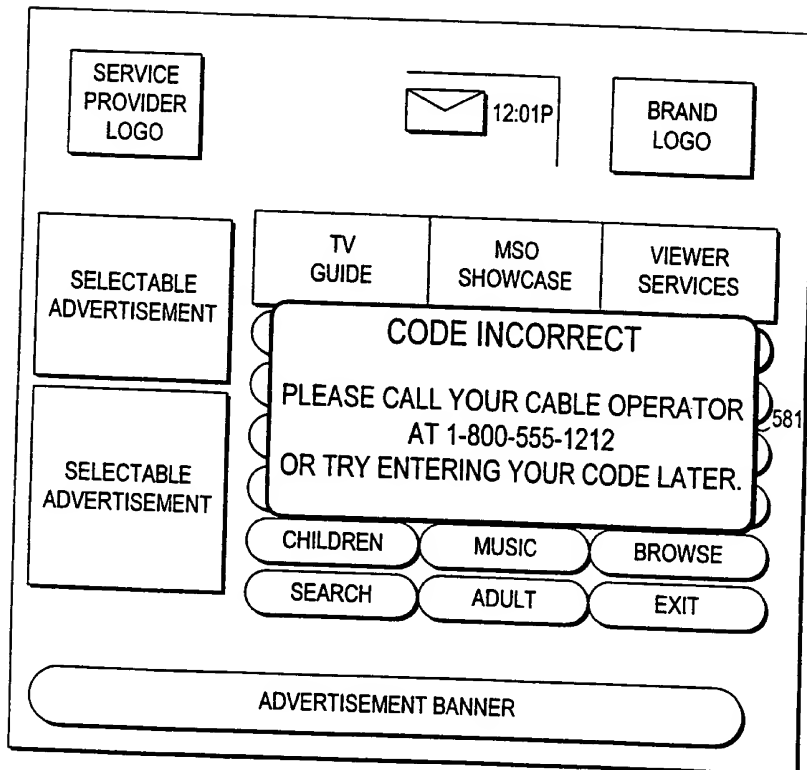 SERVICE
PROVIDER
LOGO
12:01P
BRAND
LOGO
SELECTABLE
ADVERTISEMENT
TV
GUIDE
MSO
SHOWCASE
VIEWER
SERVICES
CODE INCORRECT
PLEASE CALL YOUR CABLE OPERATOR
AT 1-800-555-1212
OR TRY ENTERING YOUR CODE LATER.
581
SELECTABLE
ADVERTISEMENT
CHILDREN
MUSIC
BROWSE
SEARCH
ADULT
EXIT
ADVERTISEMENT BANNER